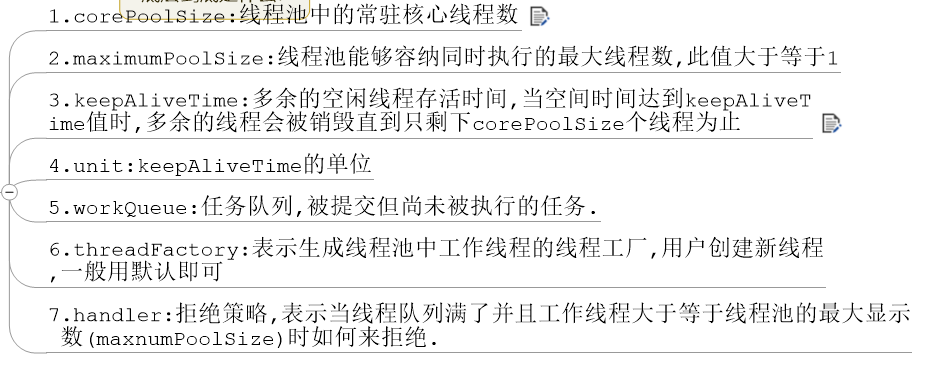 1.corePoolSize:线程池中的常驻核心线程数
2.maximumPoolSize:线程池能够容纳同时执行的最大线程数,此值大于等于1
3.keepAliveTime:多余的空闲线程存活时间,当空间时间达到keepAliveT
ime值时,多余的线程会被销毁直到只剩下corePoolSize个线程为止
4.unit:keepAliveTime的单位
5.workQueue:任务队列,被提交但尚未被执行的任务.
6.threadFactory:表示生成线程池中工作线程的线程工厂,用户创建新线程
,一般用默认即可
7.handler:拒绝策略,表示当线程队列满了并且工作线程大于等于线程池的最大显示
数(maxnumPoolSize)时如何来拒绝.